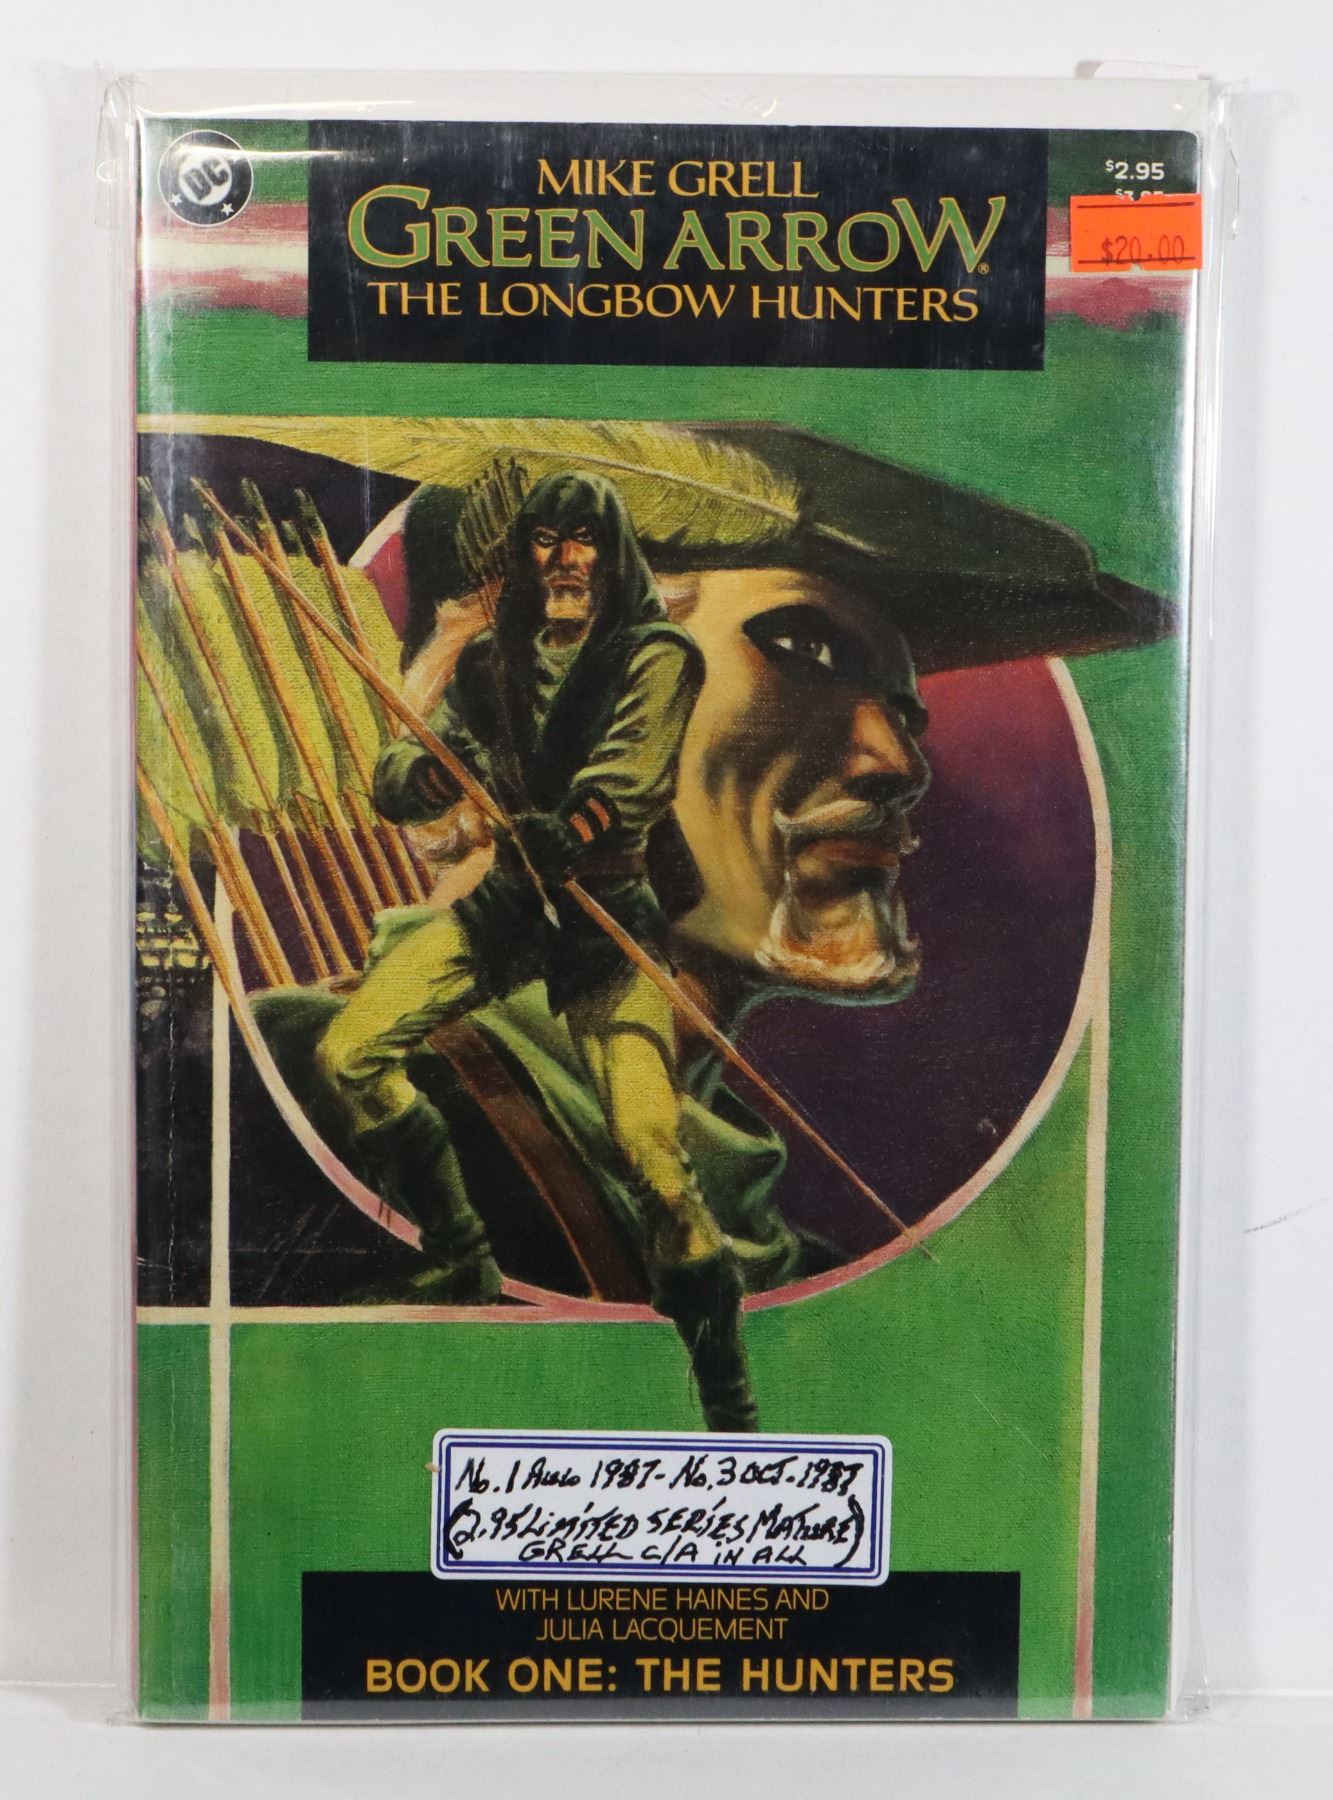 DC
MIKE GRELL
GREEN ARROW®
THE LONGBOW HUNTERS
$2.95
$20.00
No. 1 AUG 1987 - No. 3 OCT. 1987
(2.95 LIMITED SERIES MATURE)
GRELL C/A IN ALL
WITH LURENE HAINES AND
JULIA LACQUEMENT
BOOK ONE: THE HUNTERS